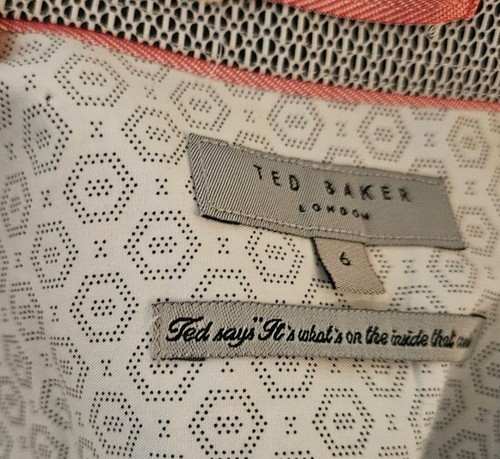 TED BAKER
LONDON
6
Ted says "It's what's on the inside that